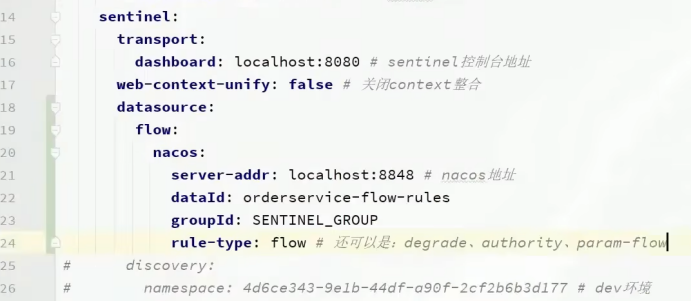 14 sentinel:
15 transport:
16 dashboard: localhost:8080 # sentinel控制台地址
17 web-context-unify: false # 关闭context整合
18 datasource:
19 flow:
20 nacos:
21 server-addr: localhost:8848 # nacos地址
22 dataId: orderservice-flow-rules
23 groupId: SENTINEL_GROUP
24 rule-type: flow # 还可以是：degrade、authority、param-flow
25 # discovery:
26 # namespace: 4d6ce343-9e1b-44df-a90f-2cf2b6b3d177 # dev环境